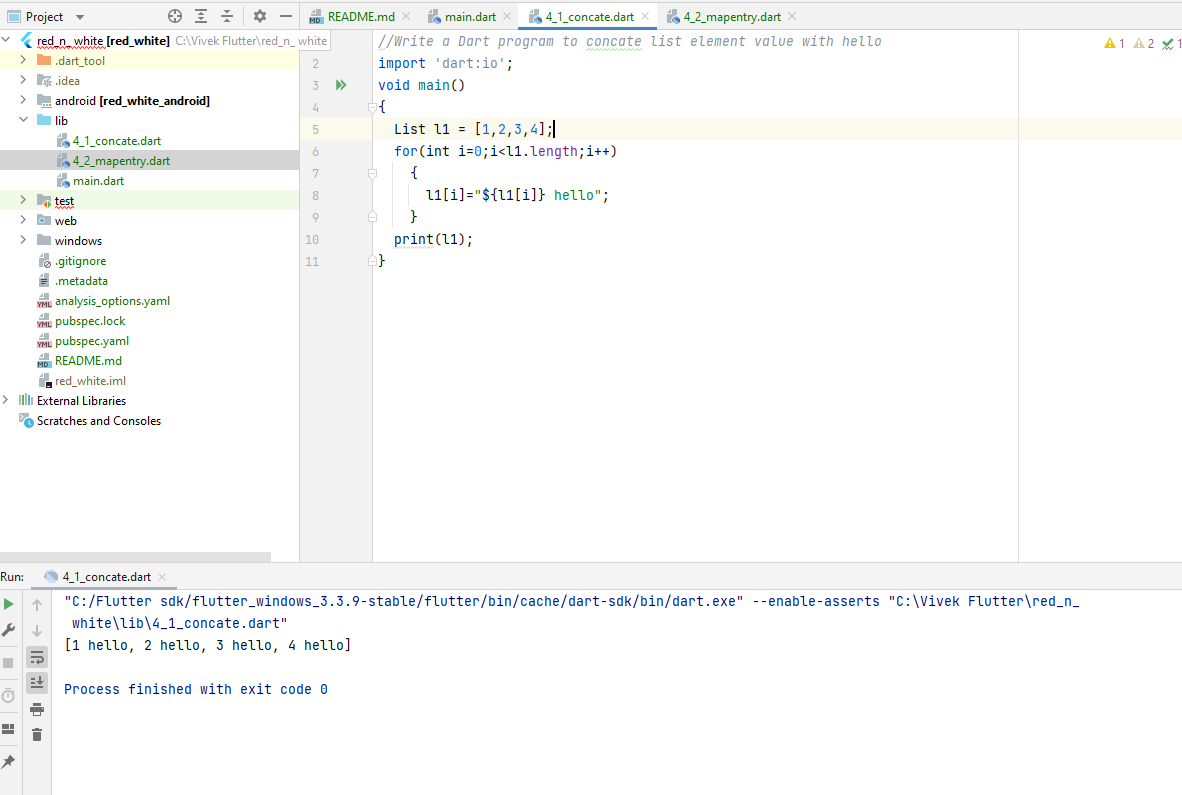 Project
README.md
main.dart
4_1_concate.dart
4_2_mapentry.dart
red_n_white [red_white] C:\Vivek Flutter\red_n_ white
.dart_tool
.idea
android [red_white_android]
lib
4_1_concate.dart
4_2_mapentry.dart
main.dart
test
web
windows
.gitignore
.metadata
analysis_options.yaml
pubspec.lock
pubspec.yaml
README.md
red_white.iml
External Libraries
Scratches and Consoles
//Write a Dart program to concate list element value with hello
1 2 1
2 import 'dart:io';
3 void main()
4 {
5 List l1 = [1,2,3,4];
6 for(int i=0;i<l1.length;i++)
7 {
8 l1[i]="${l1[i]} hello";
9 }
10 print(l1);
11 }
Run: 4_1_concate.dart
"C:/Flutter sdk/flutter_windows_3.3.9-stable/flutter/bin/cache/dart-sdk/bin/dart.exe" --enable-asserts "C:\Vivek Flutter\red_n_
white\lib\4_1_concate.dart"
[1 hello, 2 hello, 3 hello, 4 hello]
Process finished with exit code 0